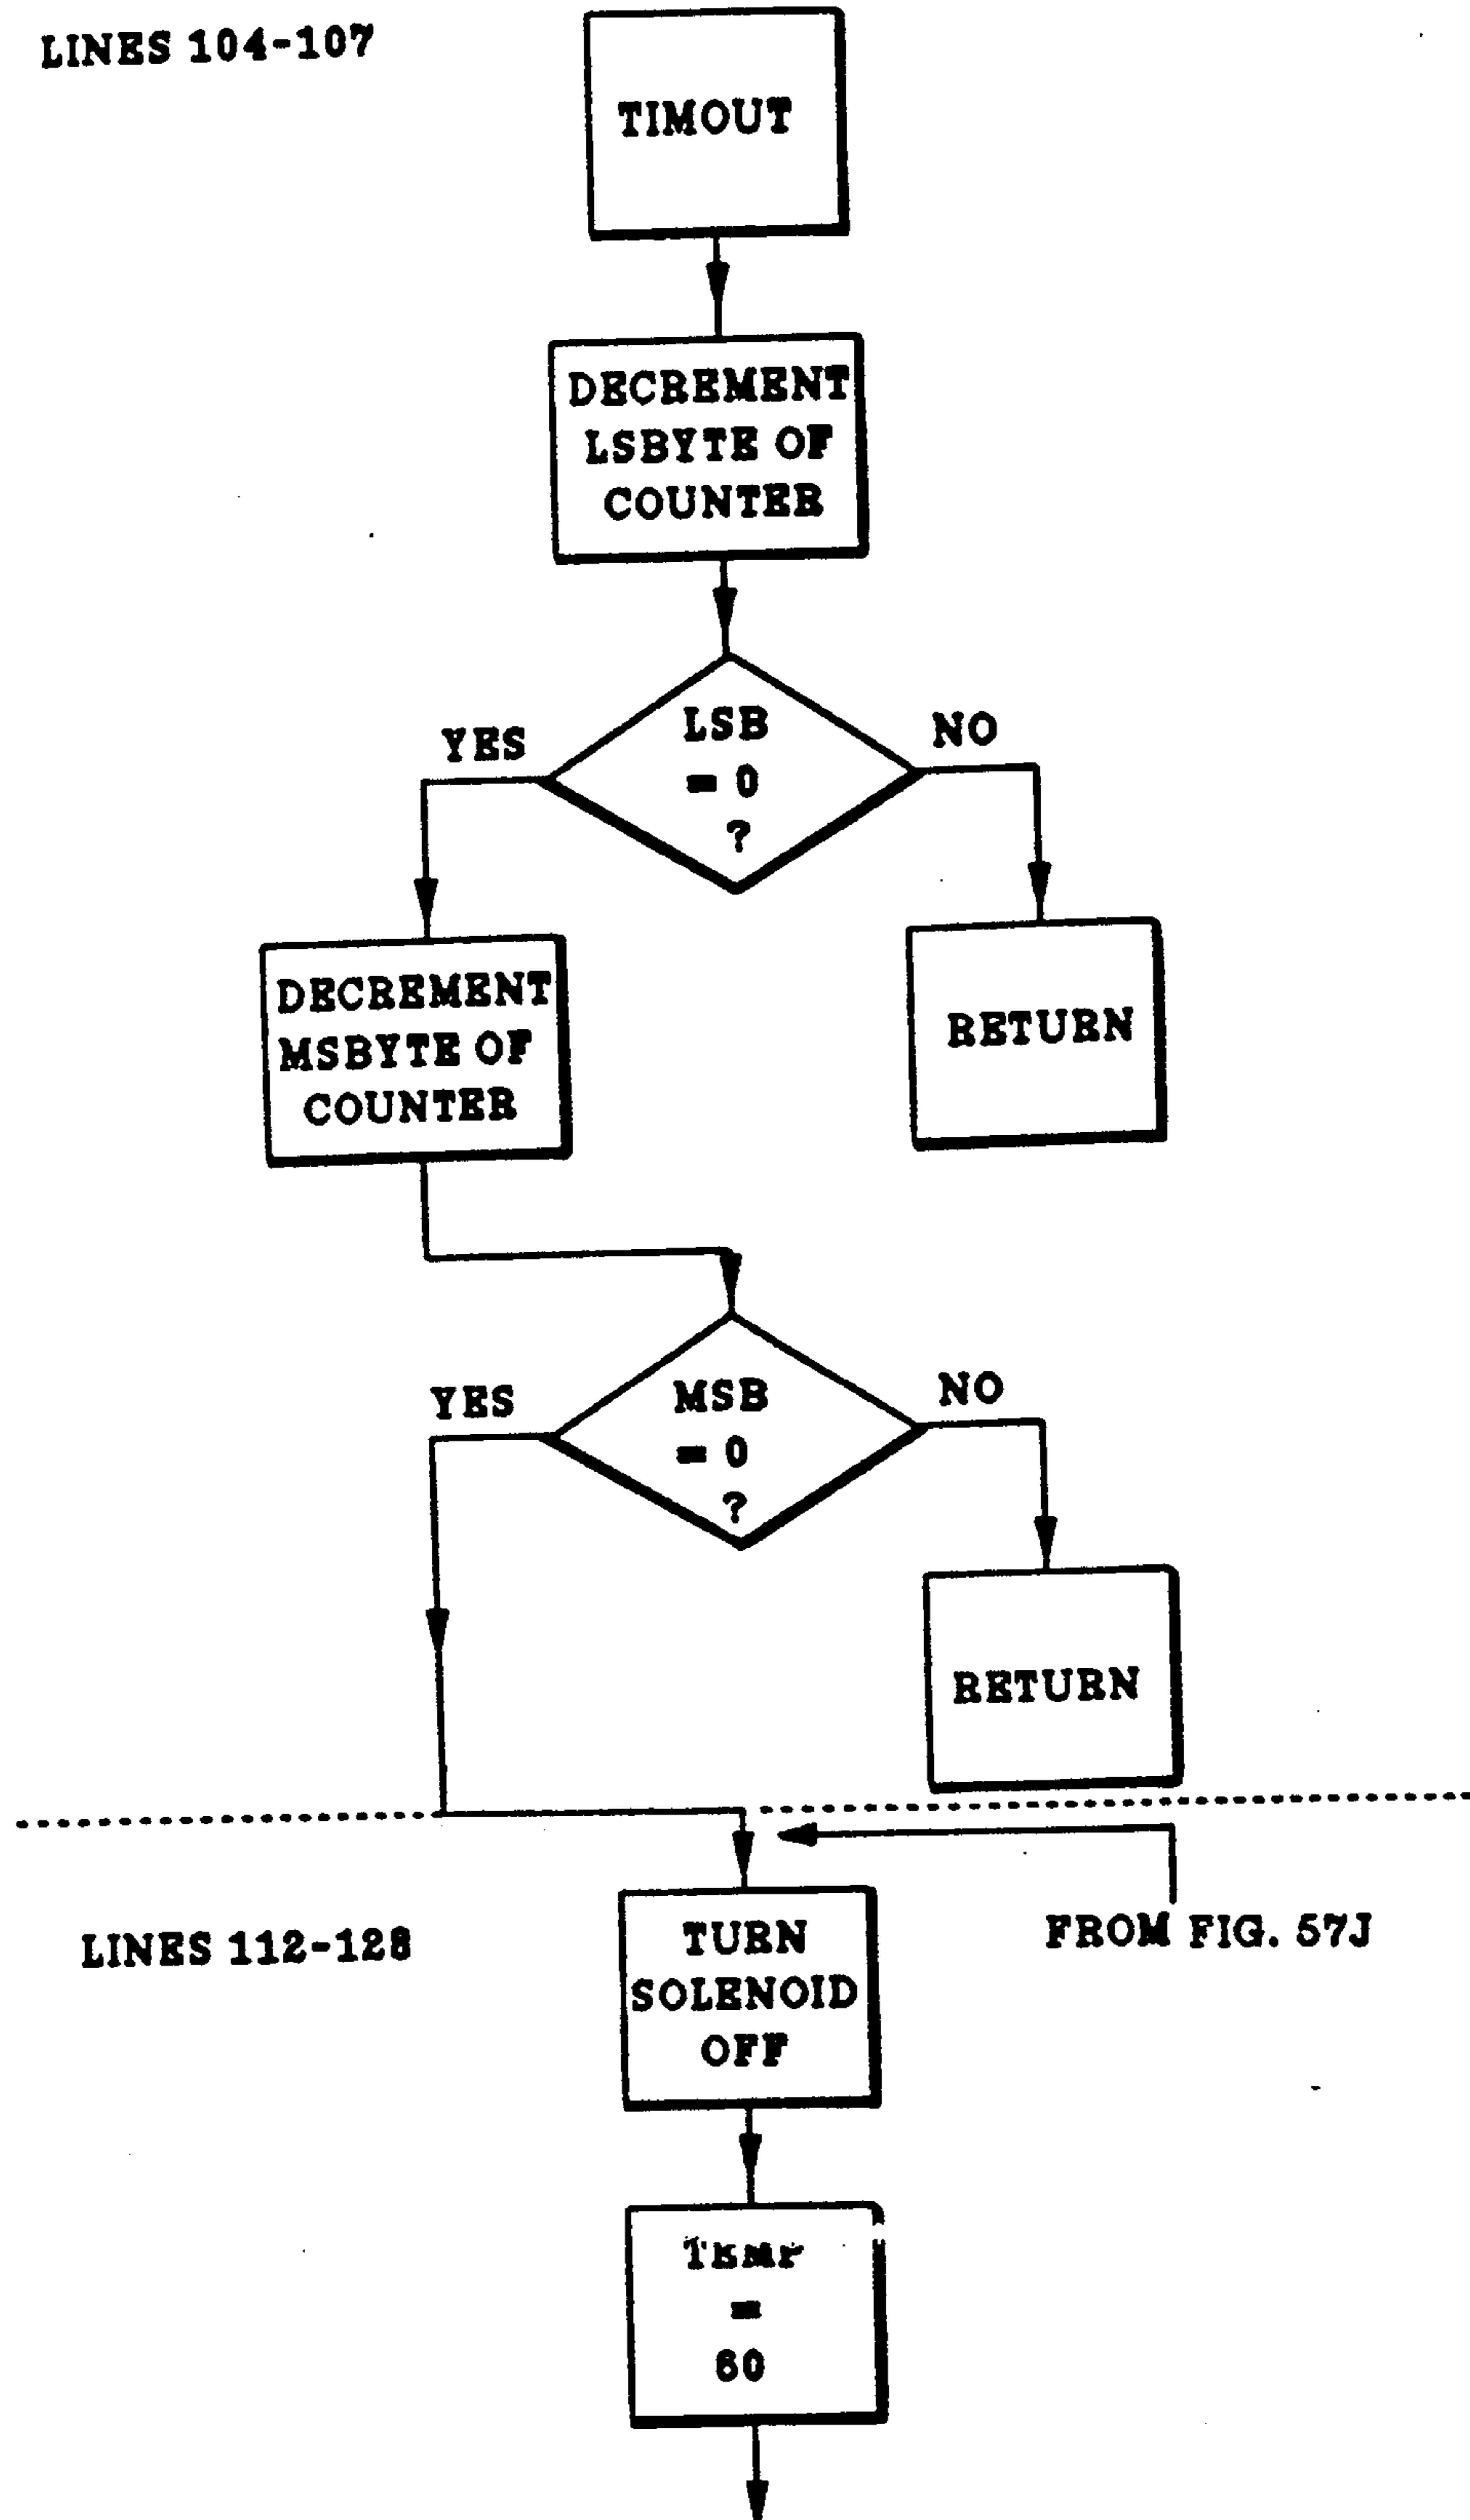 LINES 104-107
TIMOUT
DECREMENT
LSBYTE OF
COUNTER
LSB
= 0
?
YES
NO
DECREMENT
MSBYTE OF
COUNTER
RETURN
MSB
= 0
?
YES
NO
RETURN
LINES 112-128
TURN
SOLENOID
OFF
FROM FIG. 57J
TEMP
=
60